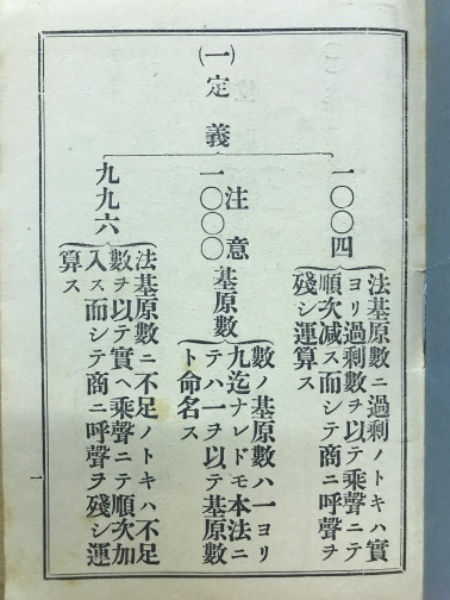 (一)定義
一〇〇四
法基原數ニ過剩ノトキハ實
ヨリ過剩數ヲ以テ乘聲ニテ
順次減ス而シテ商ニ呼聲ヲ
殘シ運算ス
注意
一〇〇〇基原數
數ノ基原數ハ一ヨリ
九迄ナレドモ本法ニ
テハ一ヲ以テ基原數
ト命名ス
九九六
法基原數ニ不足ノトキハ不足
數ヲ以テ實ヘ乘聲ニテ順次加
入ス而シテ商ニ呼聲ヲ殘シ運
算ス
一